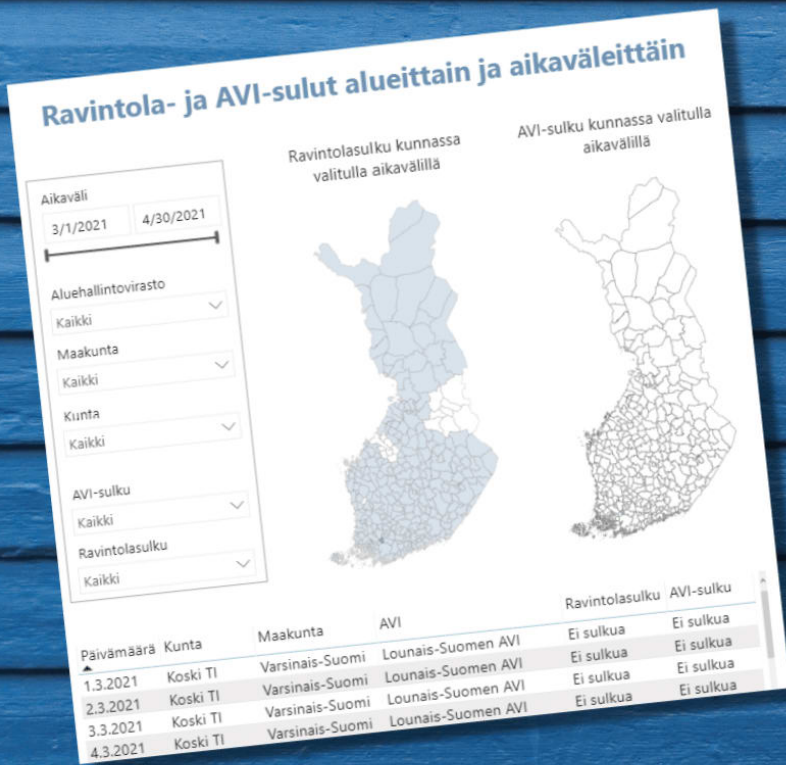 Ravintola- ja AVI-sulut alueittain ja aikaväleittäin
Ravintolasulku kunnassa
valitulla aikavälillä
AVI-sulku kunnassa valitulla
aikavälillä
Aikaväli
3/1/2021 4/30/2021
Aluehallintovirasto
Kaikki
Maakunta
Kaikki
Kunta
Kaikki
AVI-sulku
Kaikki
Ravintolasulku
Kaikki
Päivämäärä Kunta Maakunta AVI Ravintolasulku AVI-sulku
1.3.2021 Koski Tl Varsinais-Suomi Lounais-Suomen AVI Ei sulkua Ei sulkua
2.3.2021 Koski Tl Varsinais-Suomi Lounais-Suomen AVI Ei sulkua Ei sulkua
3.3.2021 Koski Tl Varsinais-Suomi Lounais-Suomen AVI Ei sulkua Ei sulkua
4.3.2021 Koski Tl Varsinais-Suomi Lounais-Suomen AVI Ei sulkua Ei sulkua